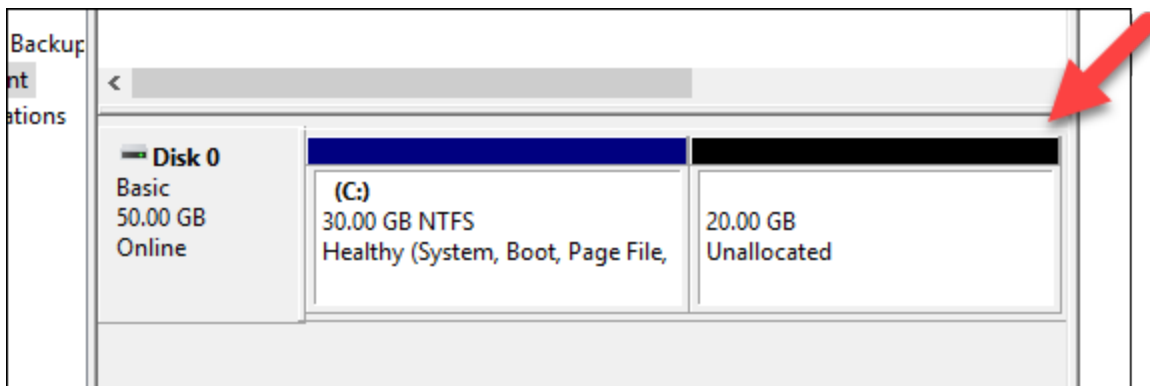 Backup
nt
ations
Disk 0
Basic
50.00 GB
Online
(C:)
30.00 GB NTFS
Healthy (System, Boot, Page File,
20.00 GB
Unallocated